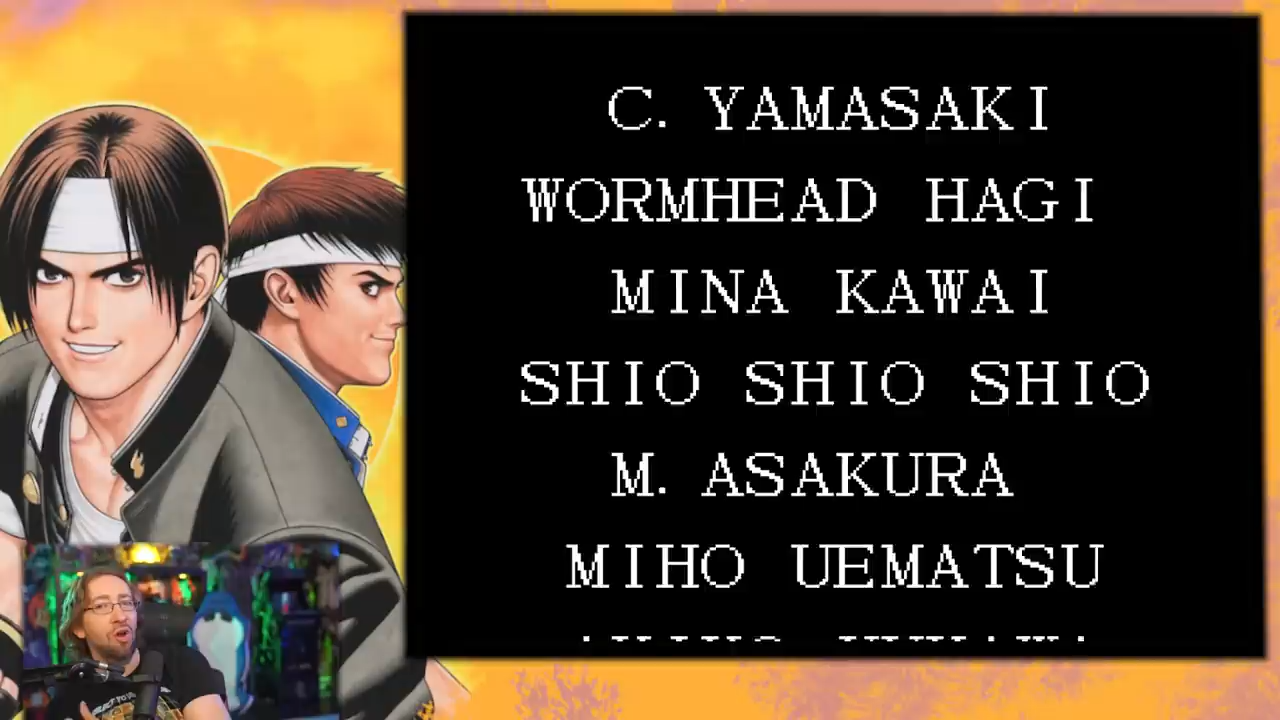 C. YAMASAKI
WORMHEAD HAGI
MINA KAWAI
SHIO SHIO SHIO
M. ASAKURA
MIHO UEMATSU